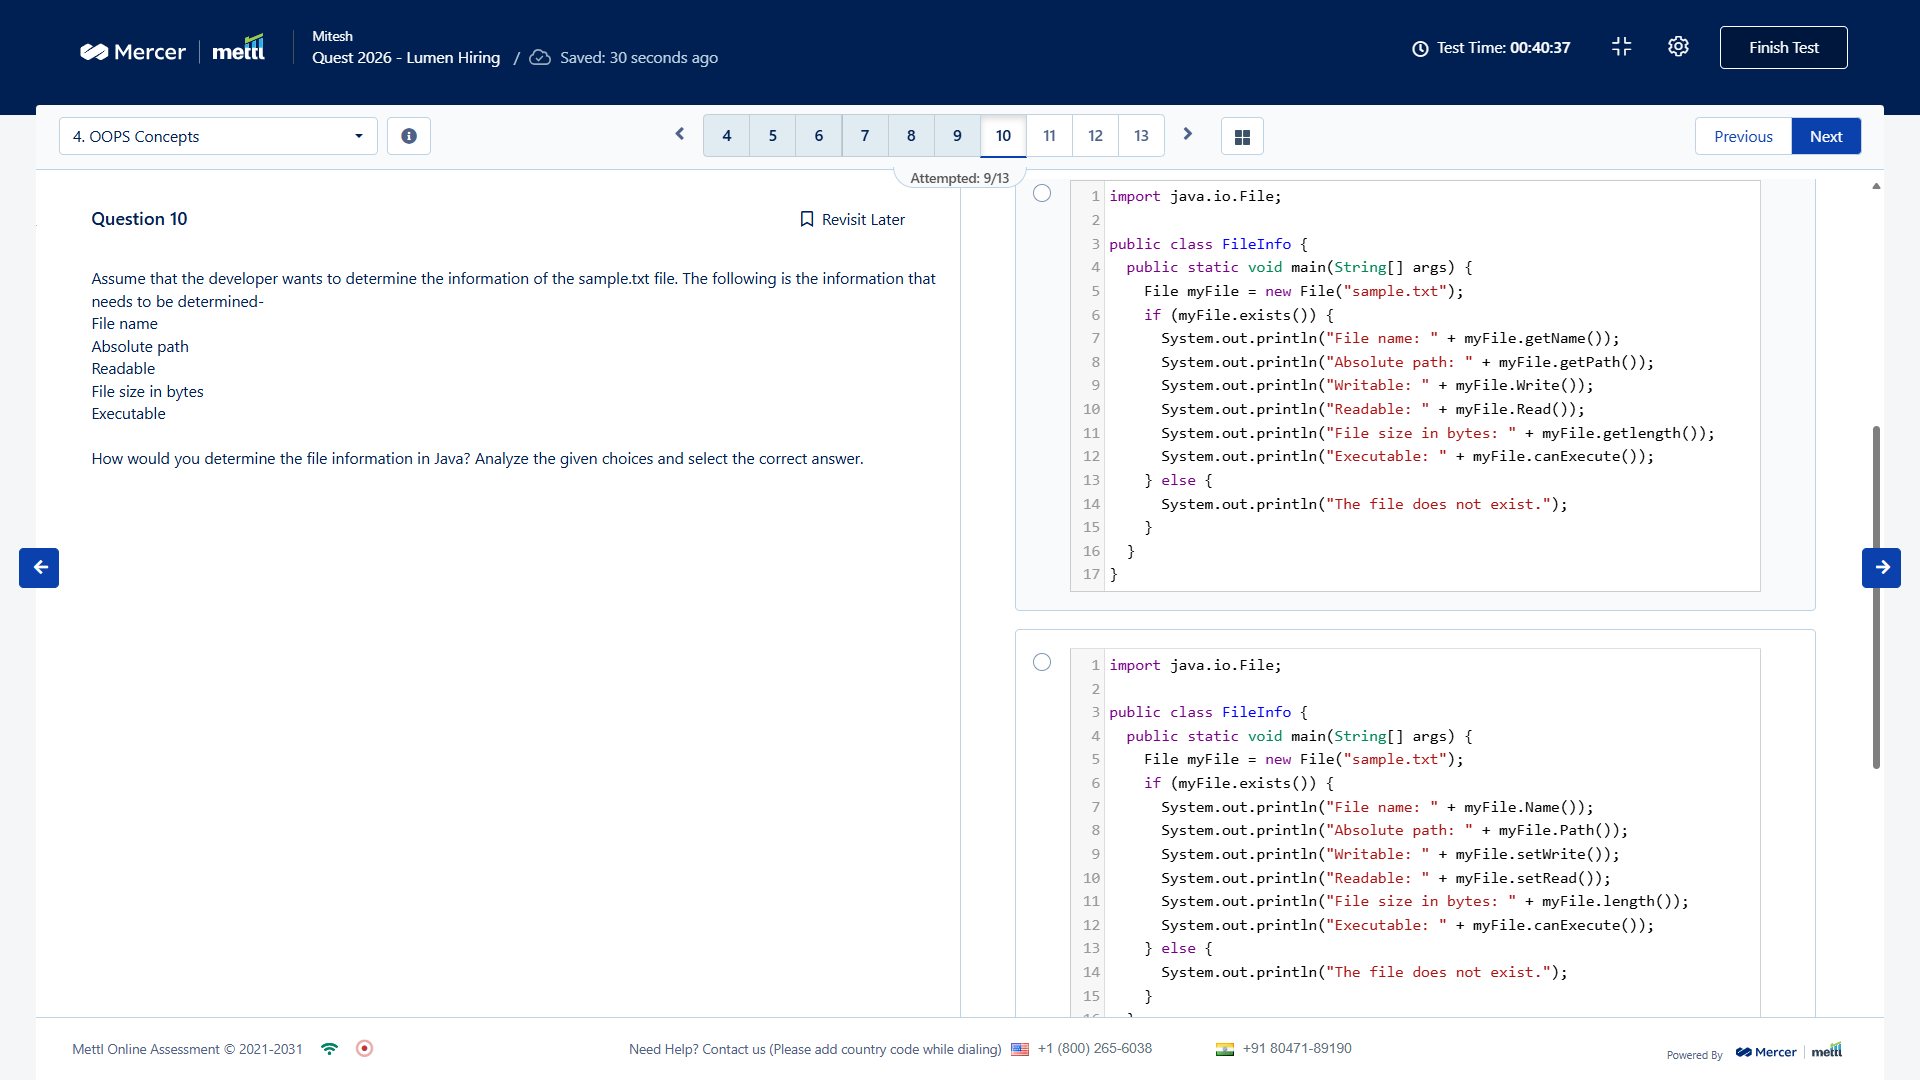 Mercer | mettl
Mitesh
Quest 2026 - Lumen Hiring / Saved: 30 seconds ago
Test Time: 00:40:37
Finish Test
4. OOPS Concepts
4 5 6 7 8 9 10 11 12 13
Previous Next
Attempted: 9/13
Question 10
Revisit Later
Assume that the developer wants to determine the information of the sample.txt file. The following is the information that
needs to be determined-
File name
Absolute path
Readable
File size in bytes
Executable
How would you determine the file information in Java? Analyze the given choices and select the correct answer.
1 import java.io.File;
2
3 public class FileInfo {
4   public static void main(String[] args) {
5     File myFile = new File("sample.txt");
6     if (myFile.exists()) {
7       System.out.println("File name: " + myFile.getName());
8       System.out.println("Absolute path: " + myFile.getPath());
9       System.out.println("Writable: " + myFile.Write());
10       System.out.println("Readable: " + myFile.Read());
11       System.out.println("File size in bytes: " + myFile.getlength());
12       System.out.println("Executable: " + myFile.canExecute());
13     } else {
14       System.out.println("The file does not exist.");
15     }
16   }
17 }
1 import java.io.File;
2
3 public class FileInfo {
4   public static void main(String[] args) {
5     File myFile = new File("sample.txt");
6     if (myFile.exists()) {
7       System.out.println("File name: " + myFile.Name());
8       System.out.println("Absolute path: " + myFile.Path());
9       System.out.println("Writable: " + myFile.setWrite());
10       System.out.println("Readable: " + myFile.setRead());
11       System.out.println("File size in bytes: " + myFile.length());
12       System.out.println("Executable: " + myFile.canExecute());
13     } else {
14       System.out.println("The file does not exist.");
15     }
Mettl Online Assessment © 2021-2031
Need Help? Contact us (Please add country code while dialing) +1 (800) 265-6038 +91 80471-89190
Powered By Mercer | mettl